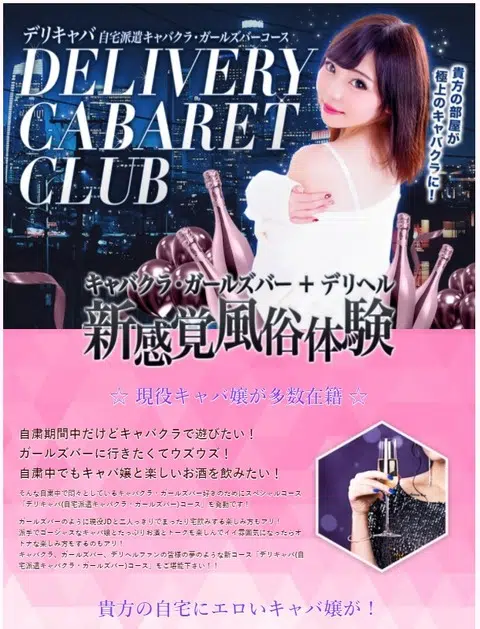 デリキャバ 自宅派遣キャバクラ・ガールズバーコース
DELIVERY
CABARET
CLUB
貴方の部屋が
極上のキャバクラに！
キャバクラ・ガールズバー + デリヘル
新感覚風俗体験
☆ 現役キャバ嬢が多数在籍 ☆
自粛期間中だけどキャバクラで遊びたい！
ガールズバーに行きたくてウズウズ！
自粛中でもキャバ嬢と楽しいお酒を飲みたい！
そんな自粛中で悶々としているキャバクラ・ガールズバー好きのためにスペシャルコース
「デリキャバ(自宅派遣キャバクラ・ガールズバー)コース」を発動です！
ガールズバーのように現役JDと二人っきりでまったり宅飲みする楽しみ方もアリ！
派手でゴージャスなキャバ嬢とたっぷりお酒とトークを楽しんでイイ雰囲気になったらオ
トナな楽しみ方をするのもアリ！
キャバクラ、ガールズバー、デリヘルファンの皆様の夢のような新コース「デリキャバ(自
宅派遣キャバクラ・ガールズバー)コース」をご堪能下さい！！
貴方の自宅にエロいキャバ嬢が！